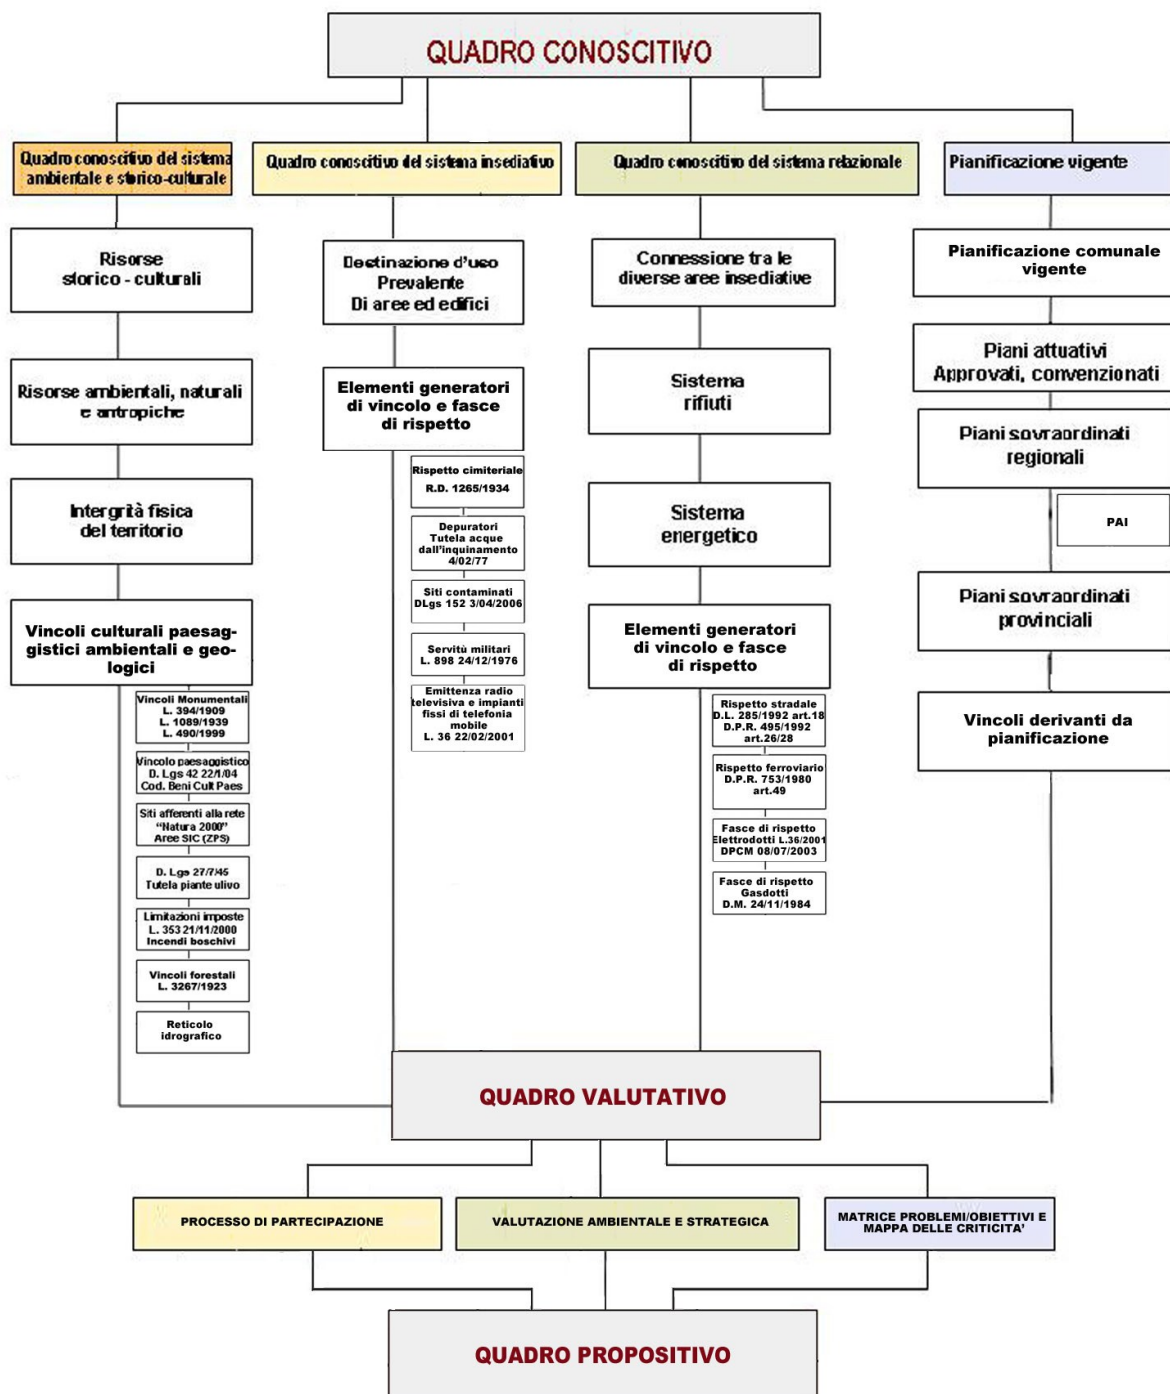 QUADRO CONOSCITIVO
Quadro conoscitivo del sistema
ambientale e storico-culturale
Quadro conoscitivo del sistema insediativo
Quadro conoscitivo del sistema relazionale
Pianificazione vigente
Risorse
storico - culturali
Risorse ambientali, naturali
e antropiche
Intergrità fisica
del territorio
Vincoli culturali paesag-
gistici ambientali e geo-
logici
Vincoli Monumentali
L. 394/1909
L. 1089/1939
L. 490/1999
Vincolo paesaggistico
D. Lgs 42 22/1/04
Cod. Beni Cult Paes
Siti afferenti alla rete
“Natura 2000”
Aree SIC (ZPS)
D. Lgs 27/7/45
Tutela piante ulivo
Limitazioni imposte
L. 353 21/11/2000
Incendi boschivi
Vincoli forestali
L. 3267/1923
Reticolo
idrografico
Destinazione d’uso
Prevalente
Di aree ed edifici
Elementi generatori
di vincolo e fasce
di rispetto
Rispetto cimiteriale
R.D. 1265/1934
Depuratori
Tutela acque
dall’inquinamento
4/02/77
Siti contaminati
DLgs 152 3/04/2006
Servitù militari
L. 898 24/12/1976
Emittenza radio
televisiva e impianti
fissi di telefonia
mobile
L. 36 22/02/2001
Connessione tra le
diverse aree insediative
Sistema
rifiuti
Sistema
energetico
Elementi generatori
di vincolo e fasce
di rispetto
Rispetto stradale
D.L. 285/1992 art.18
D.P.R. 495/1992
art.26/28
Rispetto ferroviario
D.P.R. 753/1980
art.49
Fasce di rispetto
Elettrodotti L.36/2001
DPCM 08/07/2003
Fasce di rispetto
Gasdotti
D.M. 24/11/1984
Pianificazione comunale
vigente
Piani attuativi
Approvati, convenzionati
Piani sovraordinati
regionali
PAI
Piani sovraordinati
provinciali
Vincoli derivanti da
pianificazione
QUADRO VALUTATIVO
PROCESSO DI PARTECIPAZIONE
VALUTAZIONE AMBIENTALE E STRATEGICA
MATRICE PROBLEMI/OBIETTIVI E
MAPPA DELLE CRITICITA’
QUADRO PROPOSITIVO